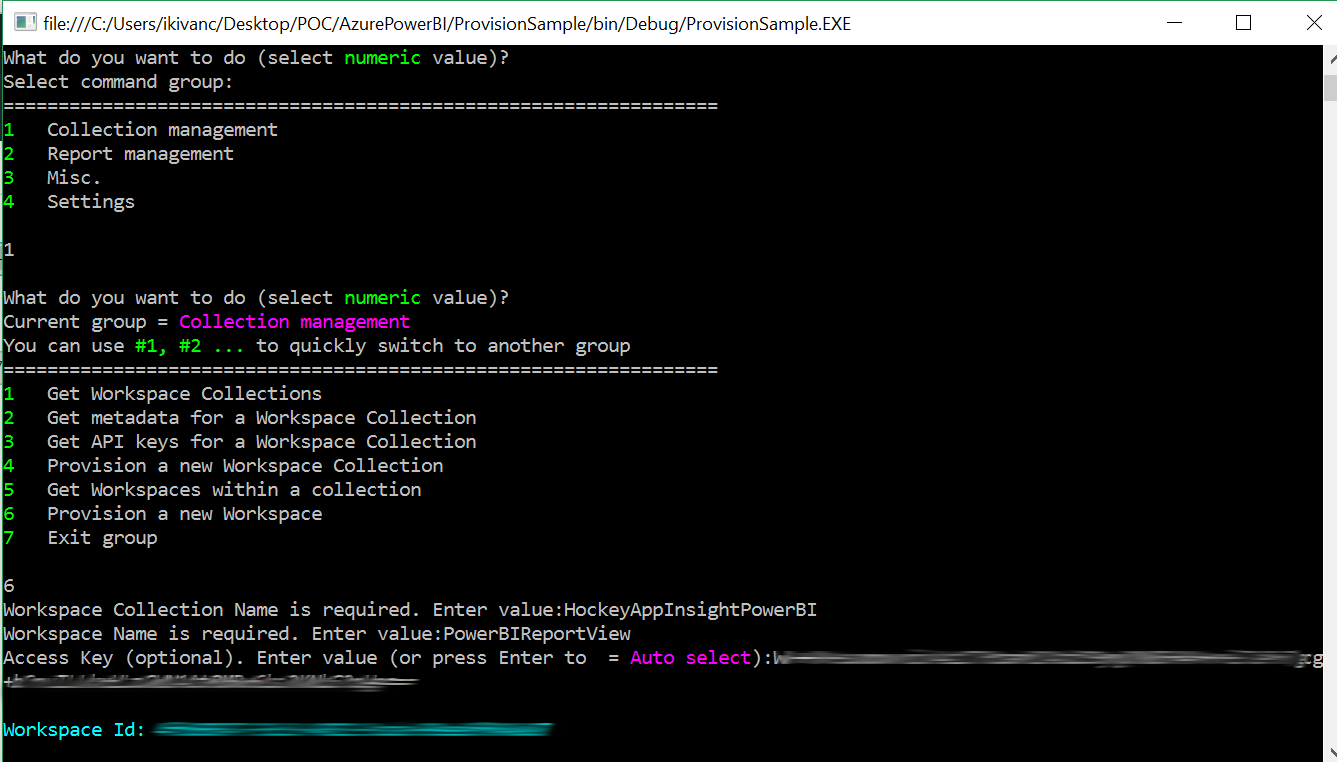 file:///C:/Users/ikivanc/Desktop/POC/AzurePowerBI/ProvisionSample/bin/Debug/ProvisionSample.EXE
What do you want to do (select numeric value)?
Select command group:
=================================================================
1 Collection management
2 Report management
3 Misc.
4 Settings
1
What do you want to do (select numeric value)?
Current group = Collection management
You can use #1, #2 ... to quickly switch to another group
=================================================================
1 Get Workspace Collections
2 Get metadata for a Workspace Collection
3 Get API keys for a Workspace Collection
4 Provision a new Workspace Collection
5 Get Workspaces within a collection
6 Provision a new Workspace
7 Exit group
6
Workspace Collection Name is required. Enter value:HockeyAppInsightPowerBI
Workspace Name is required. Enter value:PowerBIReportView
Access Key (optional). Enter value (or press Enter to  = Auto select):
Workspace Id: